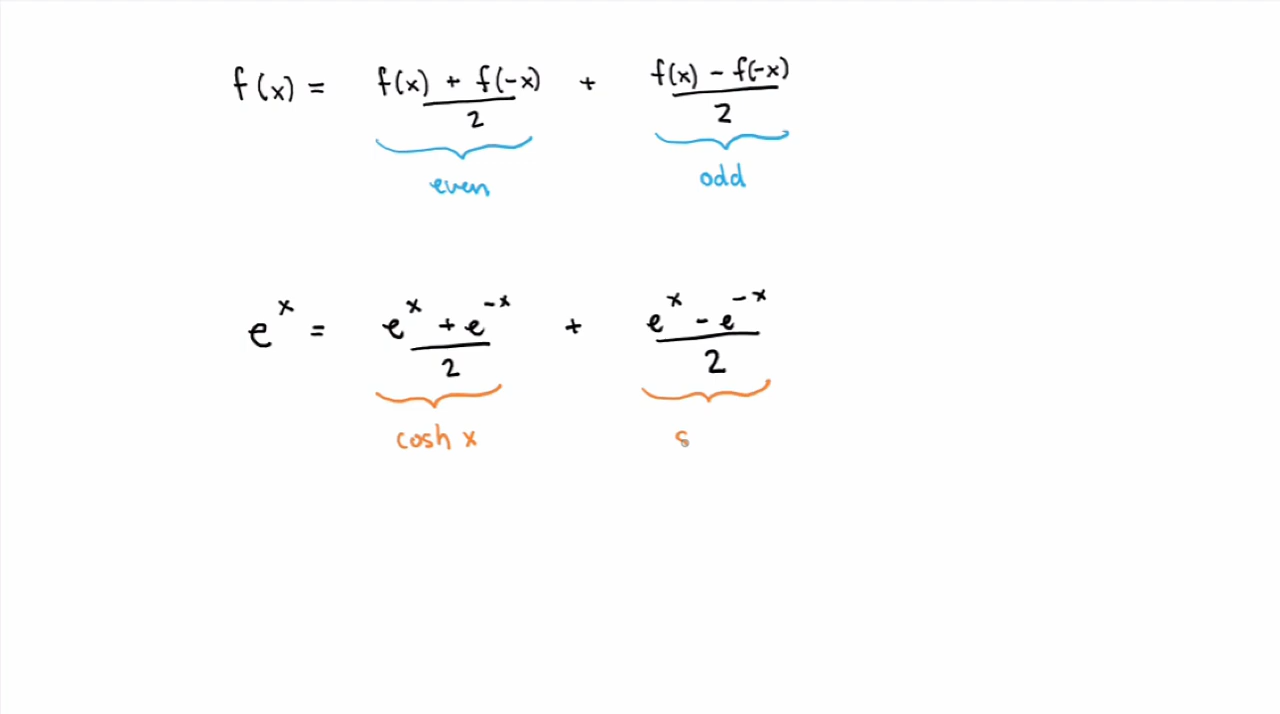 f(x) = (f(x) + f(-x))/2 + (f(x) - f(-x))/2
even odd
e^x = (e^x + e^-x)/2 + (e^x - e^-x)/2
cosh x s